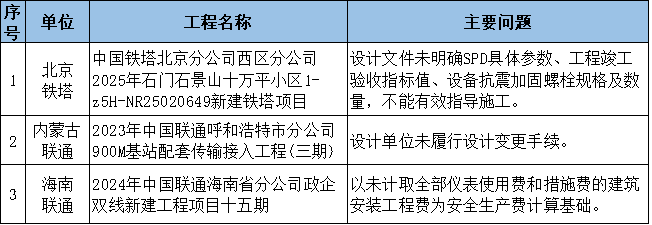 序号 单位 工程名称 主要问题
1 北京铁塔
中国铁塔北京分公司西区分公司
2025年石门石景山十万平小区1-
z5H-NR25020649新建铁塔项目
设计文件未明确SPD具体参数、工程竣工
验收指标值、设备抗震加固螺栓规格及数
量，不能有效指导施工。
2 内蒙古联通
2023年中国联通呼和浩特市分公司
900M基站配套传输接入工程(三期)
设计单位未履行设计变更手续。
3 海南联通
2024年中国联通海南省分公司政企
双线新建工程项目十五期
以未计取全部仪表使用费和措施费的建筑
安装工程费为安全生产费计算基础。